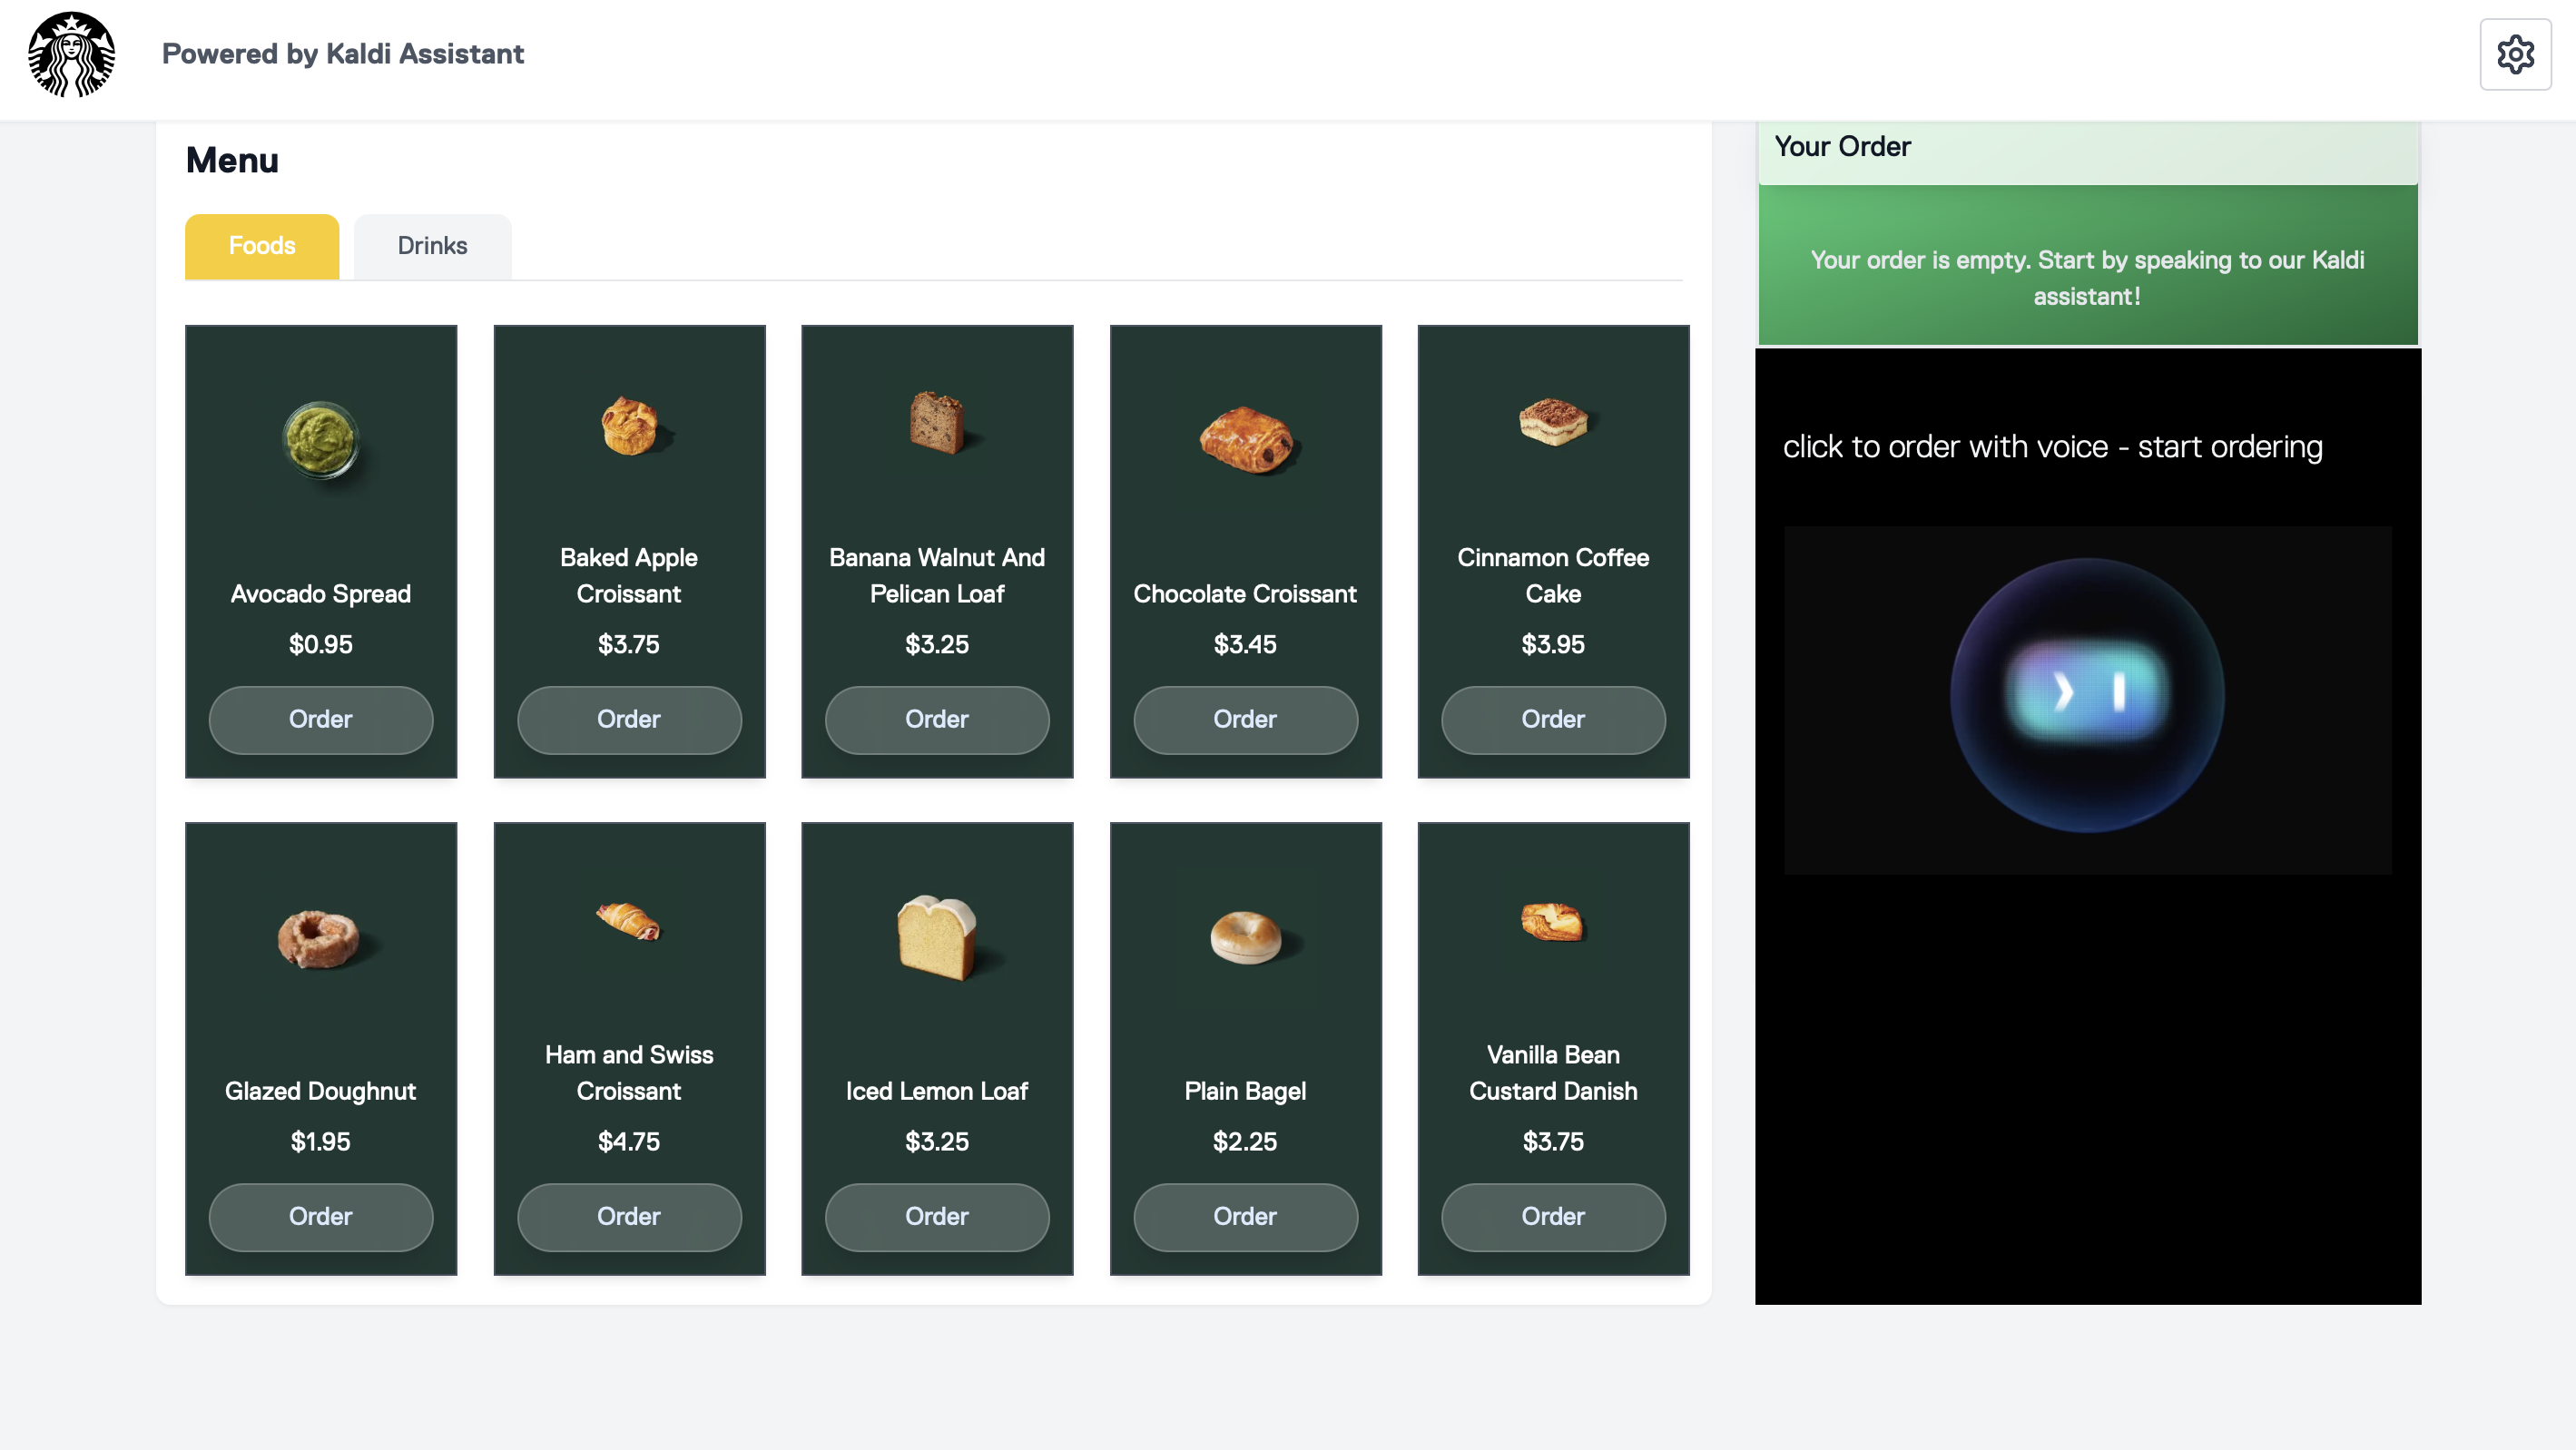 Powered by Kaldi Assistant
Menu
Foods
Drinks
Avocado Spread
$0.95
Order
Baked Apple
Croissant
$3.75
Order
Banana Walnut And
Pelican Loaf
$3.25
Order
Chocolate Croissant
$3.45
Order
Cinnamon Coffee
Cake
$3.95
Order
Glazed Doughnut
$1.95
Order
Ham and Swiss
Croissant
$4.75
Order
Iced Lemon Loaf
$3.25
Order
Plain Bagel
$2.25
Order
Vanilla Bean
Custard Danish
$3.75
Order
Your Order
Your order is empty. Start by speaking to our Kaldi
assistant!
click to order with voice - start ordering